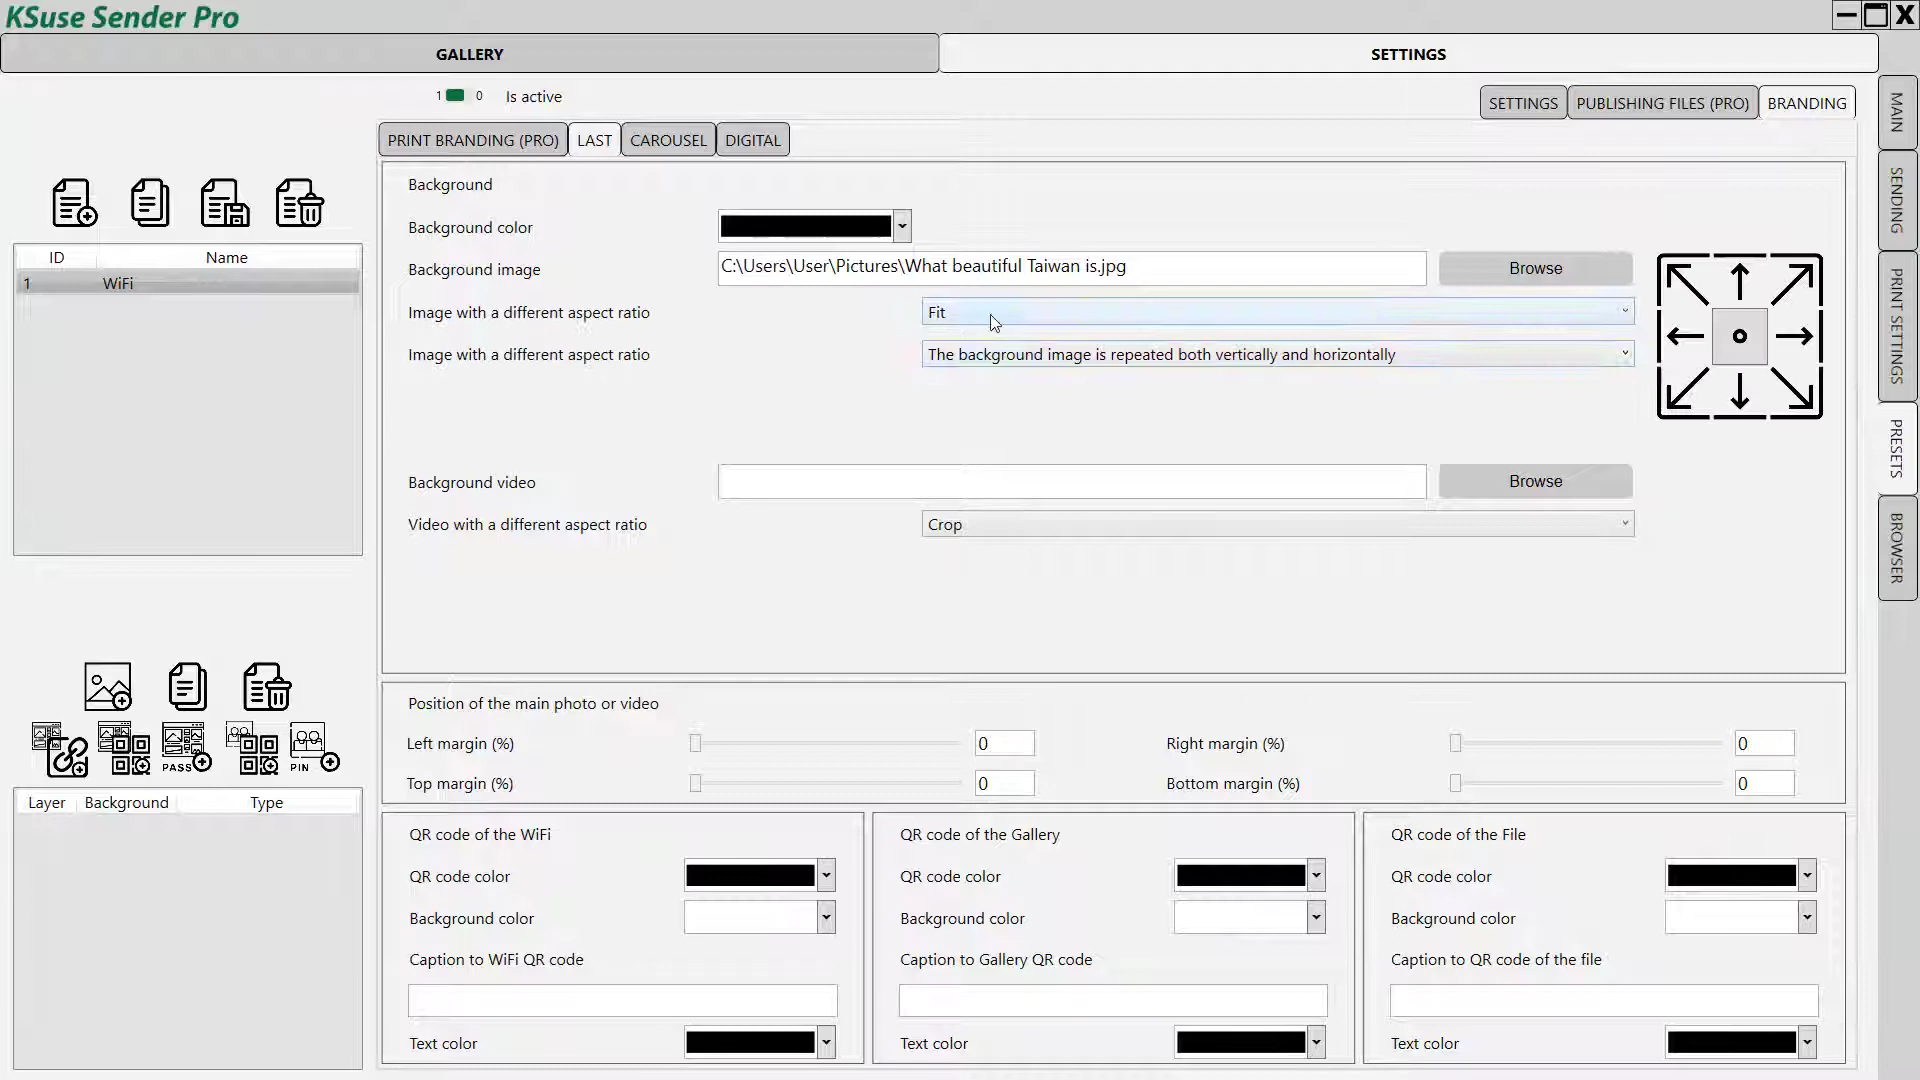 KSuse Sender Pro
GALLERY
SETTINGS
1 0 Is active
SETTINGS
PUBLISHING FILES (PRO)
BRANDING
PRINT BRANDING (PRO)
LAST
CAROUSEL
DIGITAL
MAIN
SENDING
PRINT SETTINGS
PRESETS
BROWSER
ID Name
1 WiFi
PASS
PIN
Layer Background Type
Background
Background color
Background image C:\Users\User\Pictures\What beautiful Taiwan is.jpg Browse
Image with a different aspect ratio Fit
Image with a different aspect ratio The background image is repeated both vertically and horizontally
Background video Browse
Video with a different aspect ratio Crop
Position of the main photo or video
Left margin (%) 0 Right margin (%) 0
Top margin (%) 0 Bottom margin (%) 0
QR code of the WiFi
QR code color
Background color
Caption to WiFi QR code
Text color
QR code of the Gallery
QR code color
Background color
Caption to Gallery QR code
Text color
QR code of the File
QR code color
Background color
Caption to QR code of the file
Text color